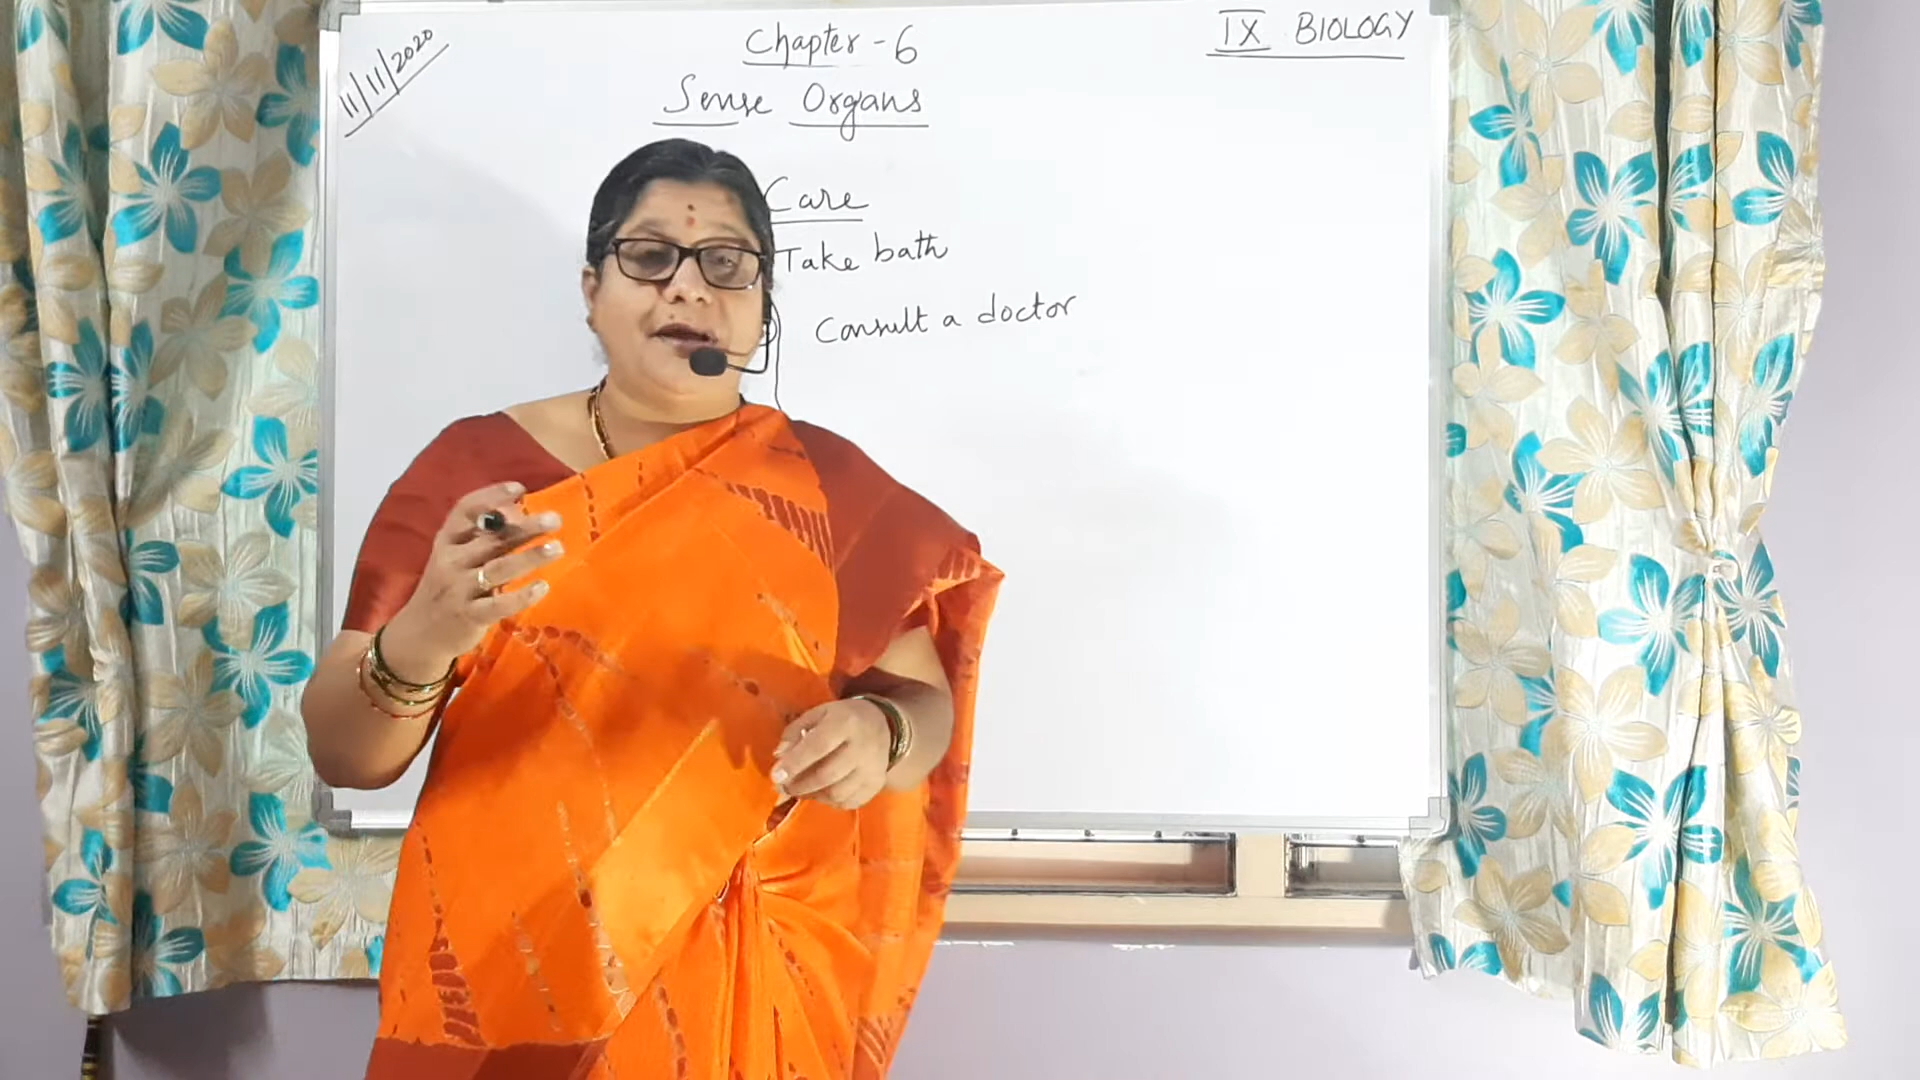 11/11/2020
Chapter - 6
IX BIOLOGY
Sense Organs
Care
Take bath
Consult a doctor